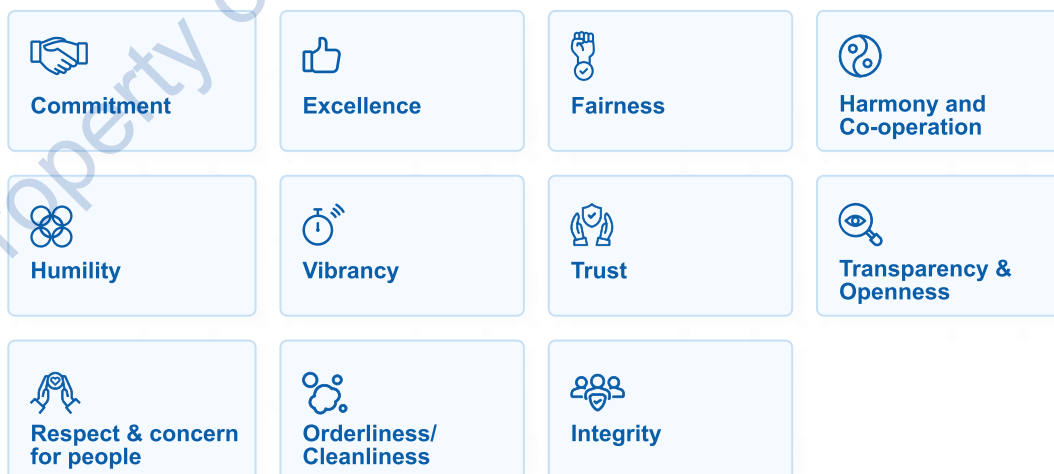 Property o
Commitment
Excellence
Fairness
Harmony and
Co-operation
Humility
Vibrancy
Trust
Transparency &
Openness
Respect & concern
for people
Orderliness/
Cleanliness
Integrity